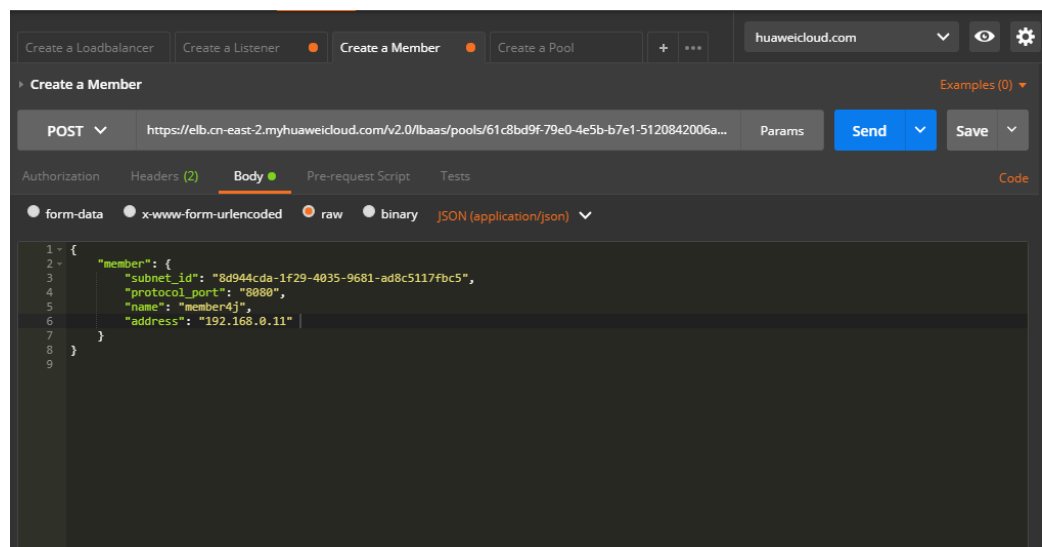 Create a Loadbalancer Create a Listener Create a Member Create a Pool + ••• huaweicloud.com
Create a Member Examples (0)
POST https://elb.cn-east-2.myhuaweicloud.com/v2.0/lbaas/pools/61c8bd9f-79e0-4e5b-b7e1-5120842006a... Params Send Save
Authorization Headers (2) Body Pre-request Script Tests Code
form-data x-www-form-urlencoded raw binary JSON (application/json)
1 {
2 "member": {
3 "subnet_id": "8d944cda-1f29-4035-9681-ad8c5117fbc5",
4 "protocol_port": "8080",
5 "name": "member4j",
6 "address": "192.168.0.11"
7 }
8 }
9